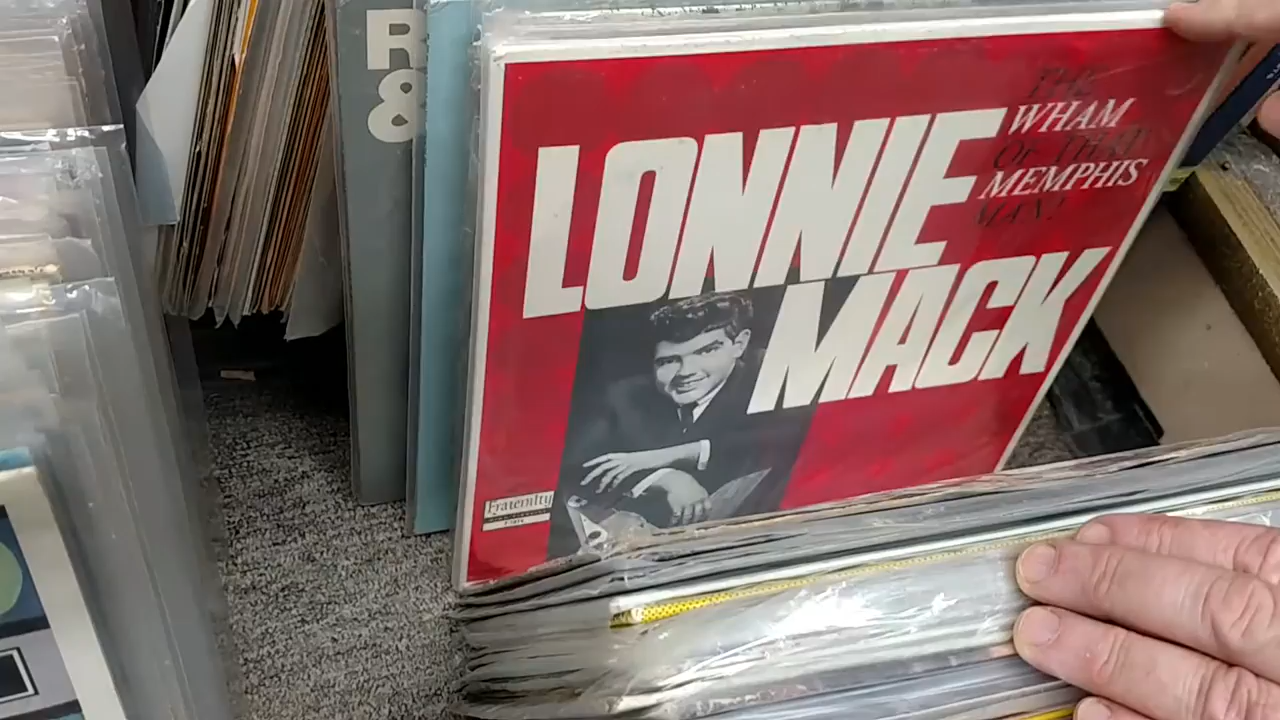 R
&
THE
WHAM
OF THAT
MEMPHIS
MAN!
LONNIE
MACK
Fraternity